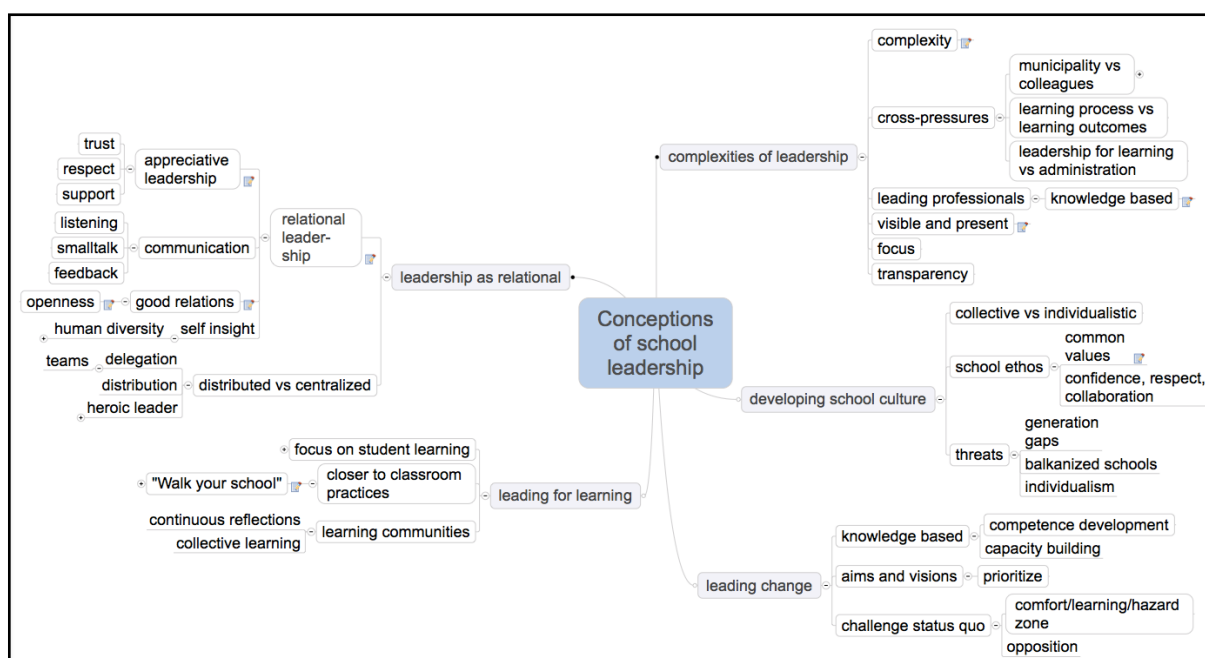 Conceptions
of school
leadership
complexities of leadership
complexity
cross-pressures
municipality vs
colleagues
learning process vs
learning outcomes
leadership for learning
vs administration
leading professionals
knowledge based
visible and present
focus
transparency
leadership as relational
relational
leader-
ship
appreciative
leadership
trust
respect
support
communication
listening
smalltalk
feedback
good relations
openness
self insight
human diversity
distributed vs centralized
delegation
teams
distribution
heroic leader
developing school culture
collective vs individualistic
school ethos
common
values
confidence, respect,
collaboration
threats
generation
gaps
balkanized schools
individualism
leading for learning
focus on student learning
closer to classroom
practices
"Walk your school"
learning communities
continuous reflections
collective learning
leading change
knowledge based
competence development
capacity building
aims and visions
prioritize
challenge status quo
comfort/learning/hazard
zone
opposition